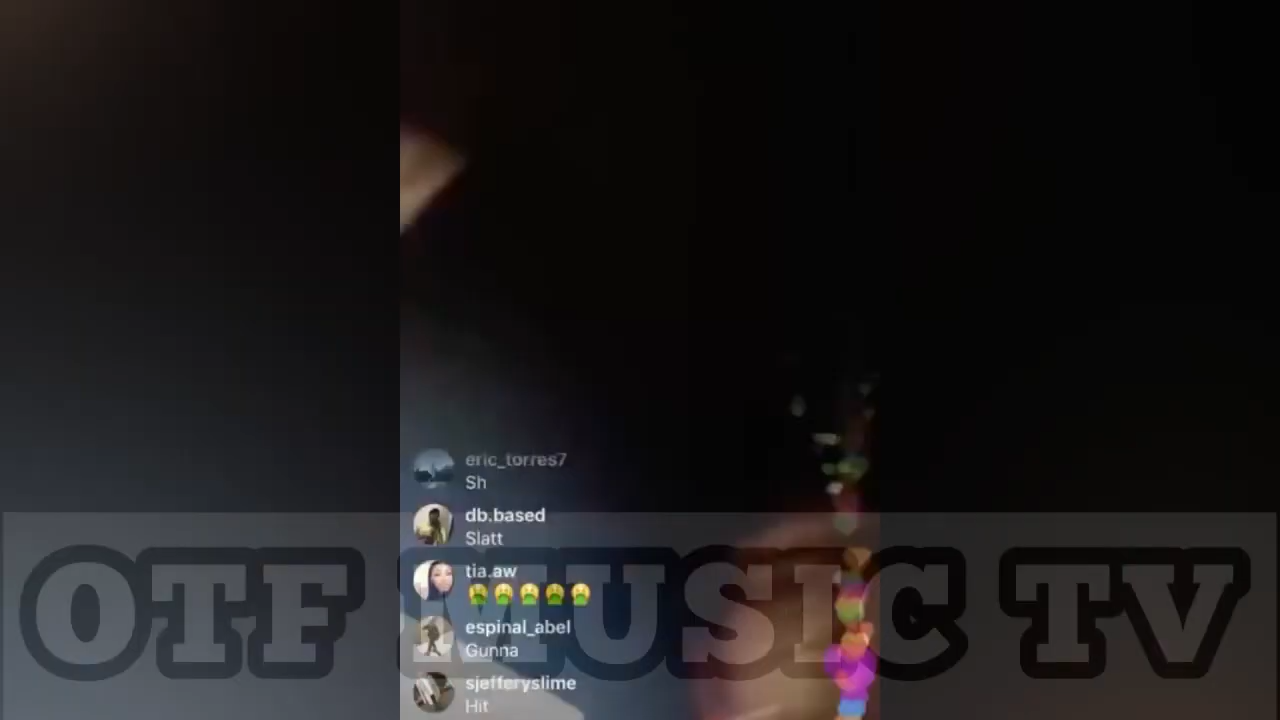 eric_torres7
Sh
db.based
Slatt
tia.aw
🤮🤮🤮🤮🤮
espinal_abel
Gunna
sjefferyslime
Hit
OTF MUSIC TV